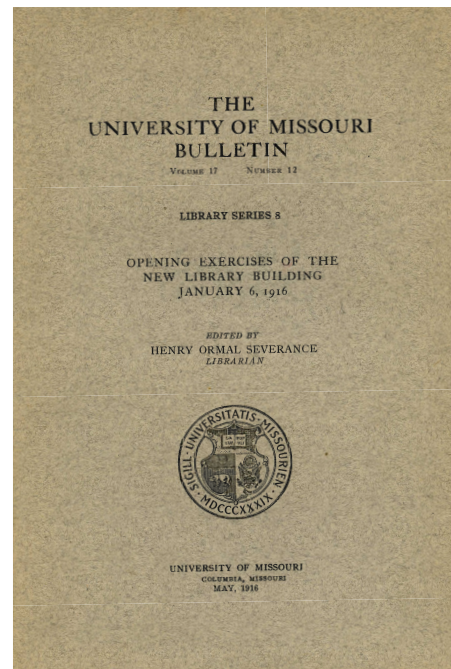 THE
UNIVERSITY OF MISSOURI
BULLETIN
VOLUME 17 NUMBER 12
LIBRARY SERIES 8
OPENING EXERCISES OF THE
NEW LIBRARY BUILDING
JANUARY 6, 1916
EDITED BY
HENRY ORMAL SEVERANCE
LIBRARIAN
SIGILL · UNIVERSITATIS · MISSOURIEN ·
MDCCCXXXIX
UNIVERSITY OF MISSOURI
COLUMBIA, MISSOURI
MAY, 1916